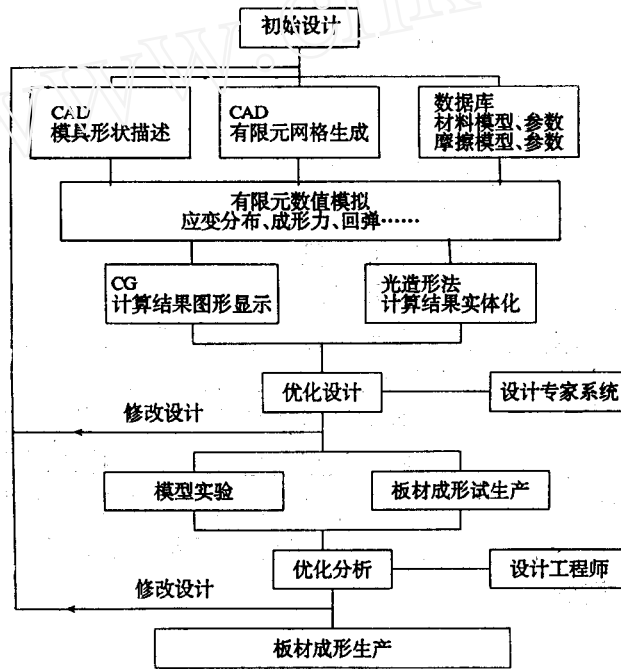 初始设计
CAD
模具形状描述
CAD
有限元网格生成
数据库
材料模型、参数
摩擦模型、参数
有限元数值模拟
应变分布、成形力、回弹……
CG
计算结果图形显示
光造形法
计算结果实体化
优化设计
设计专家系统
修改设计
模型实验
板材成形试生产
优化分析
设计工程师
修改设计
板材成形生产